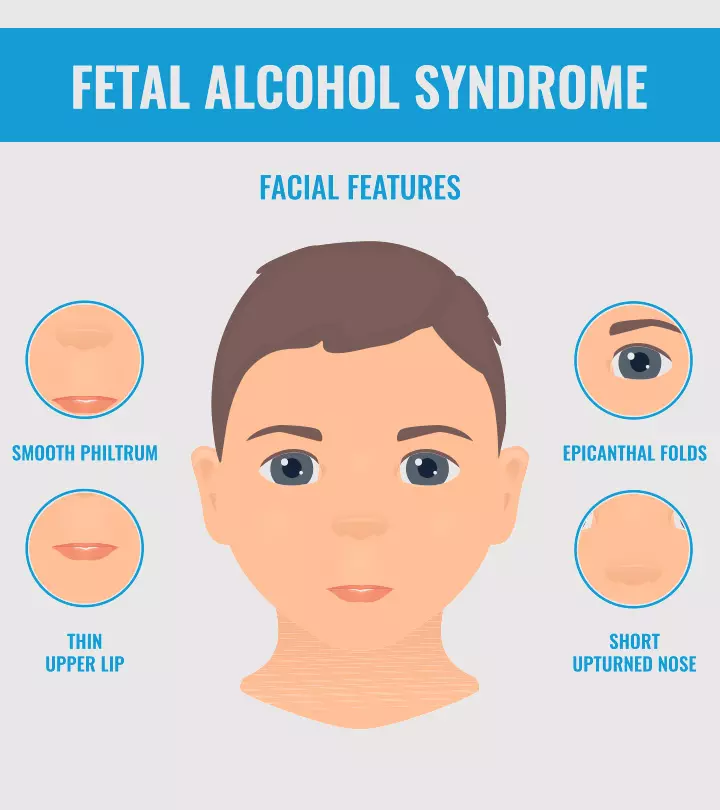 FETAL ALCOHOL SYNDROME
FACIAL FEATURES
SMOOTH PHILTRUM
EPICANTHAL FOLDS
THIN
UPPER LIP
SHORT
UPTURNED NOSE